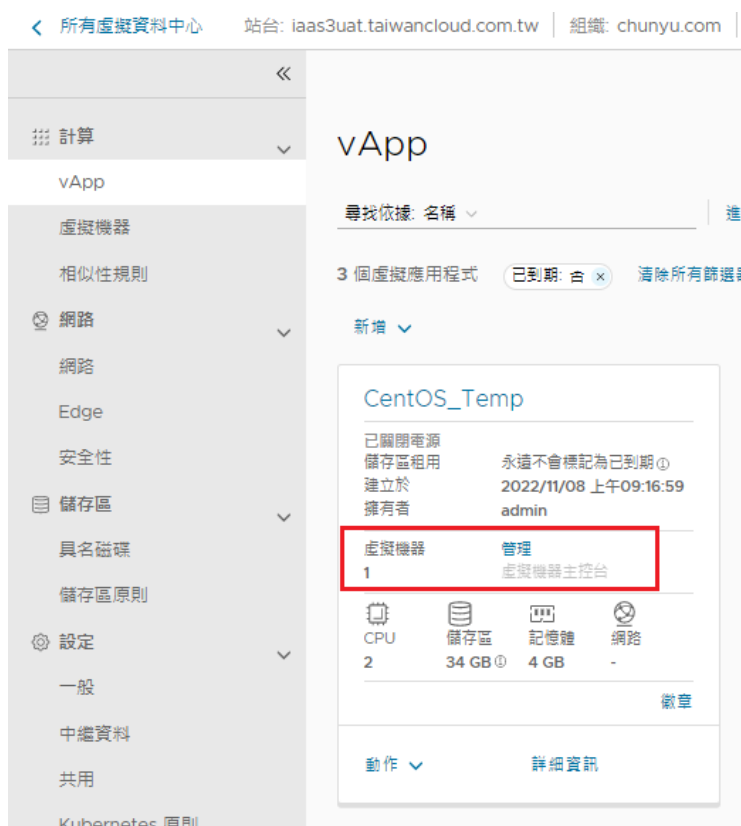 所有虛擬資料中心 站台: iaas3uat.taiwancloud.com.tw 組織: chunyu.com
計算
vApp
虛擬機器
相似性規則
網路
網路
Edge
安全性
儲存區
具名磁碟
儲存區原則
設定
一般
中繼資料
共用
Kubernetes 原則
vApp
尋找依據: 名稱 進
3 個虛擬應用程式 已到期: 否 清除所有篩選器
新增
CentOS_Temp
已關閉電源
儲存區租用 永遠不會標記為已到期
建立於 2022/11/08 上午09:16:59
擁有者 admin
虛擬機器 管理
1 虛擬機器主控台
CPU 儲存區 記憶體 網路
2 34 GB 4 GB -
徽章
動作 詳細資訊